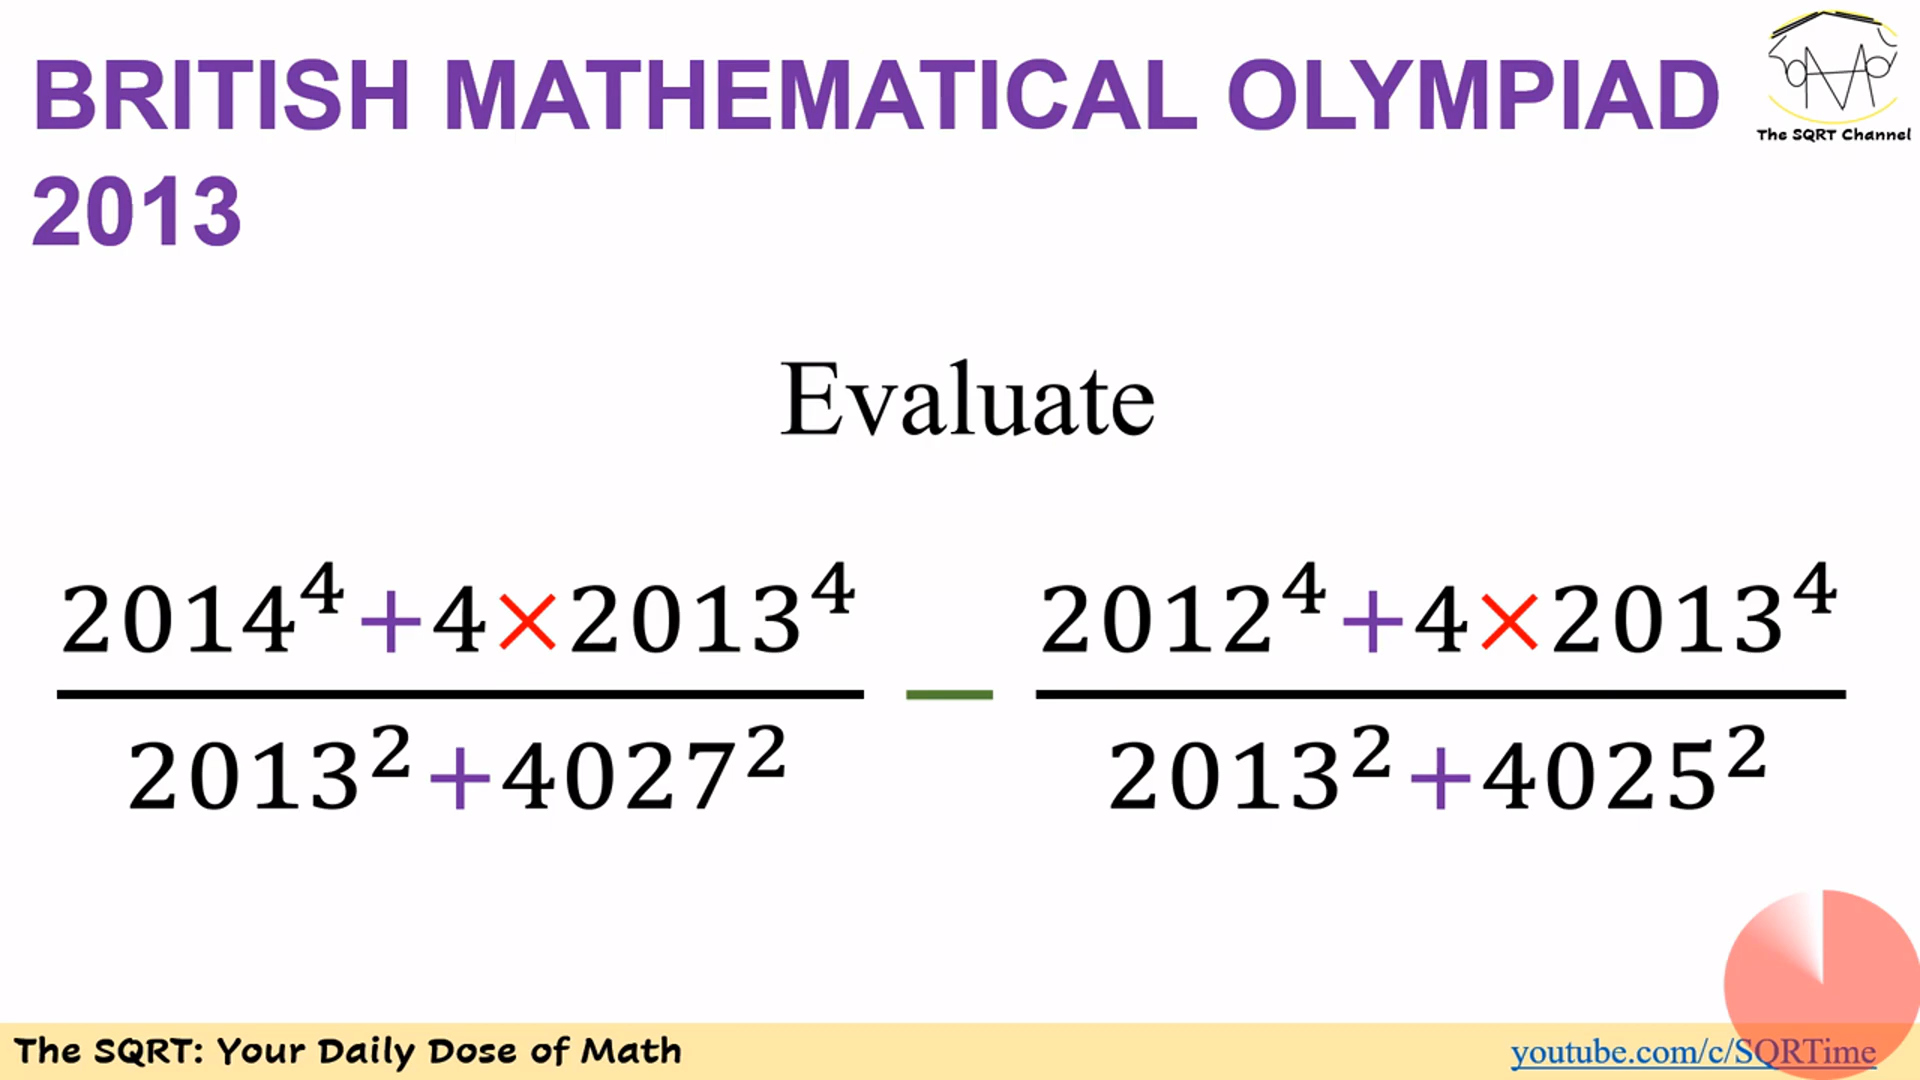 BRITISH MATHEMATICAL OLYMPIAD
2013
The SQRT Channel
Evaluate
2014⁴+4×2013⁴ − 2012⁴+4×2013⁴
2013²+4027² 2013²+4025²
The SQRT: Your Daily Dose of Math
youtube.com/c/SQRTime